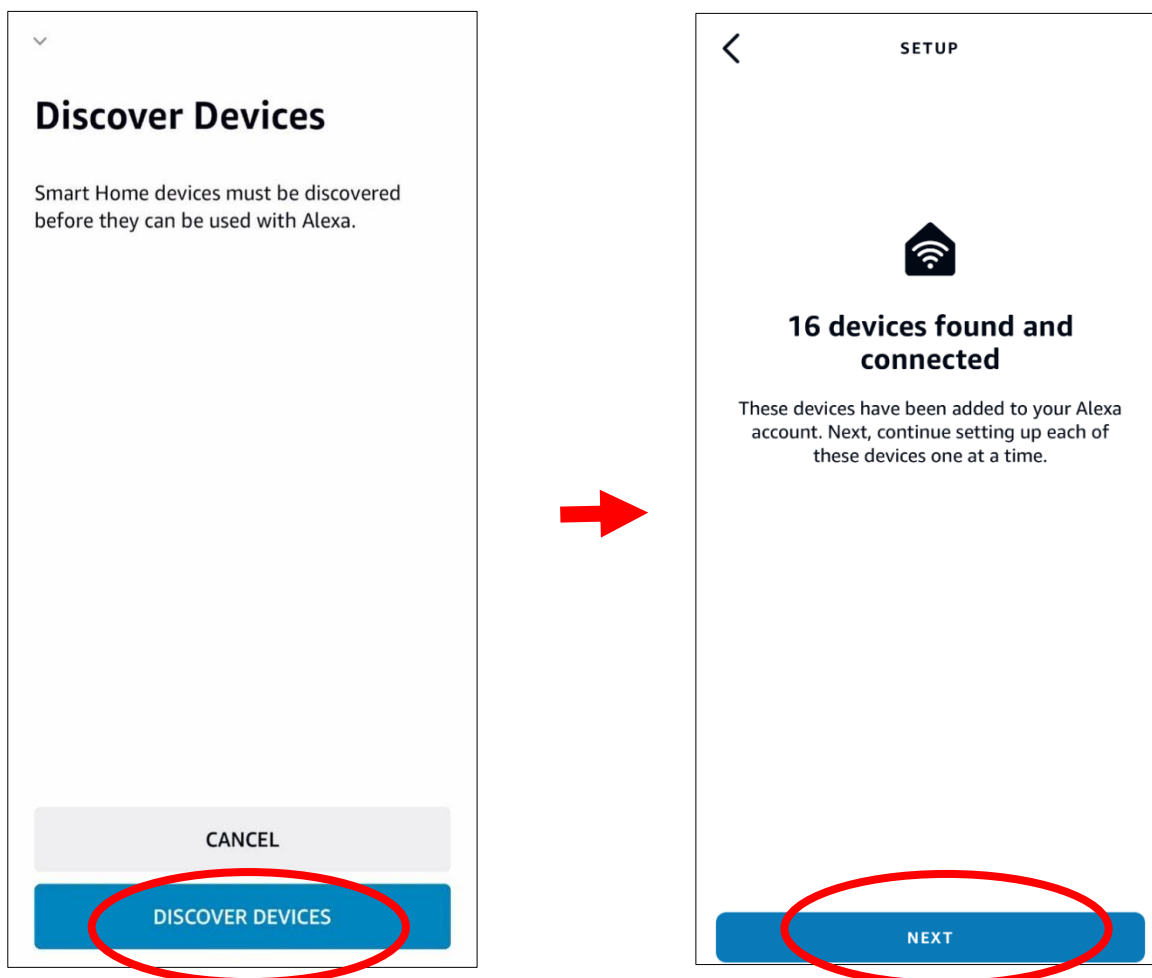 Discover Devices
Smart Home devices must be discovered
before they can be used with Alexa.
CANCEL
DISCOVER DEVICES
SETUP
16 devices found and
connected
These devices have been added to your Alexa
account. Next, continue setting up each of
these devices one at a time.
NEXT